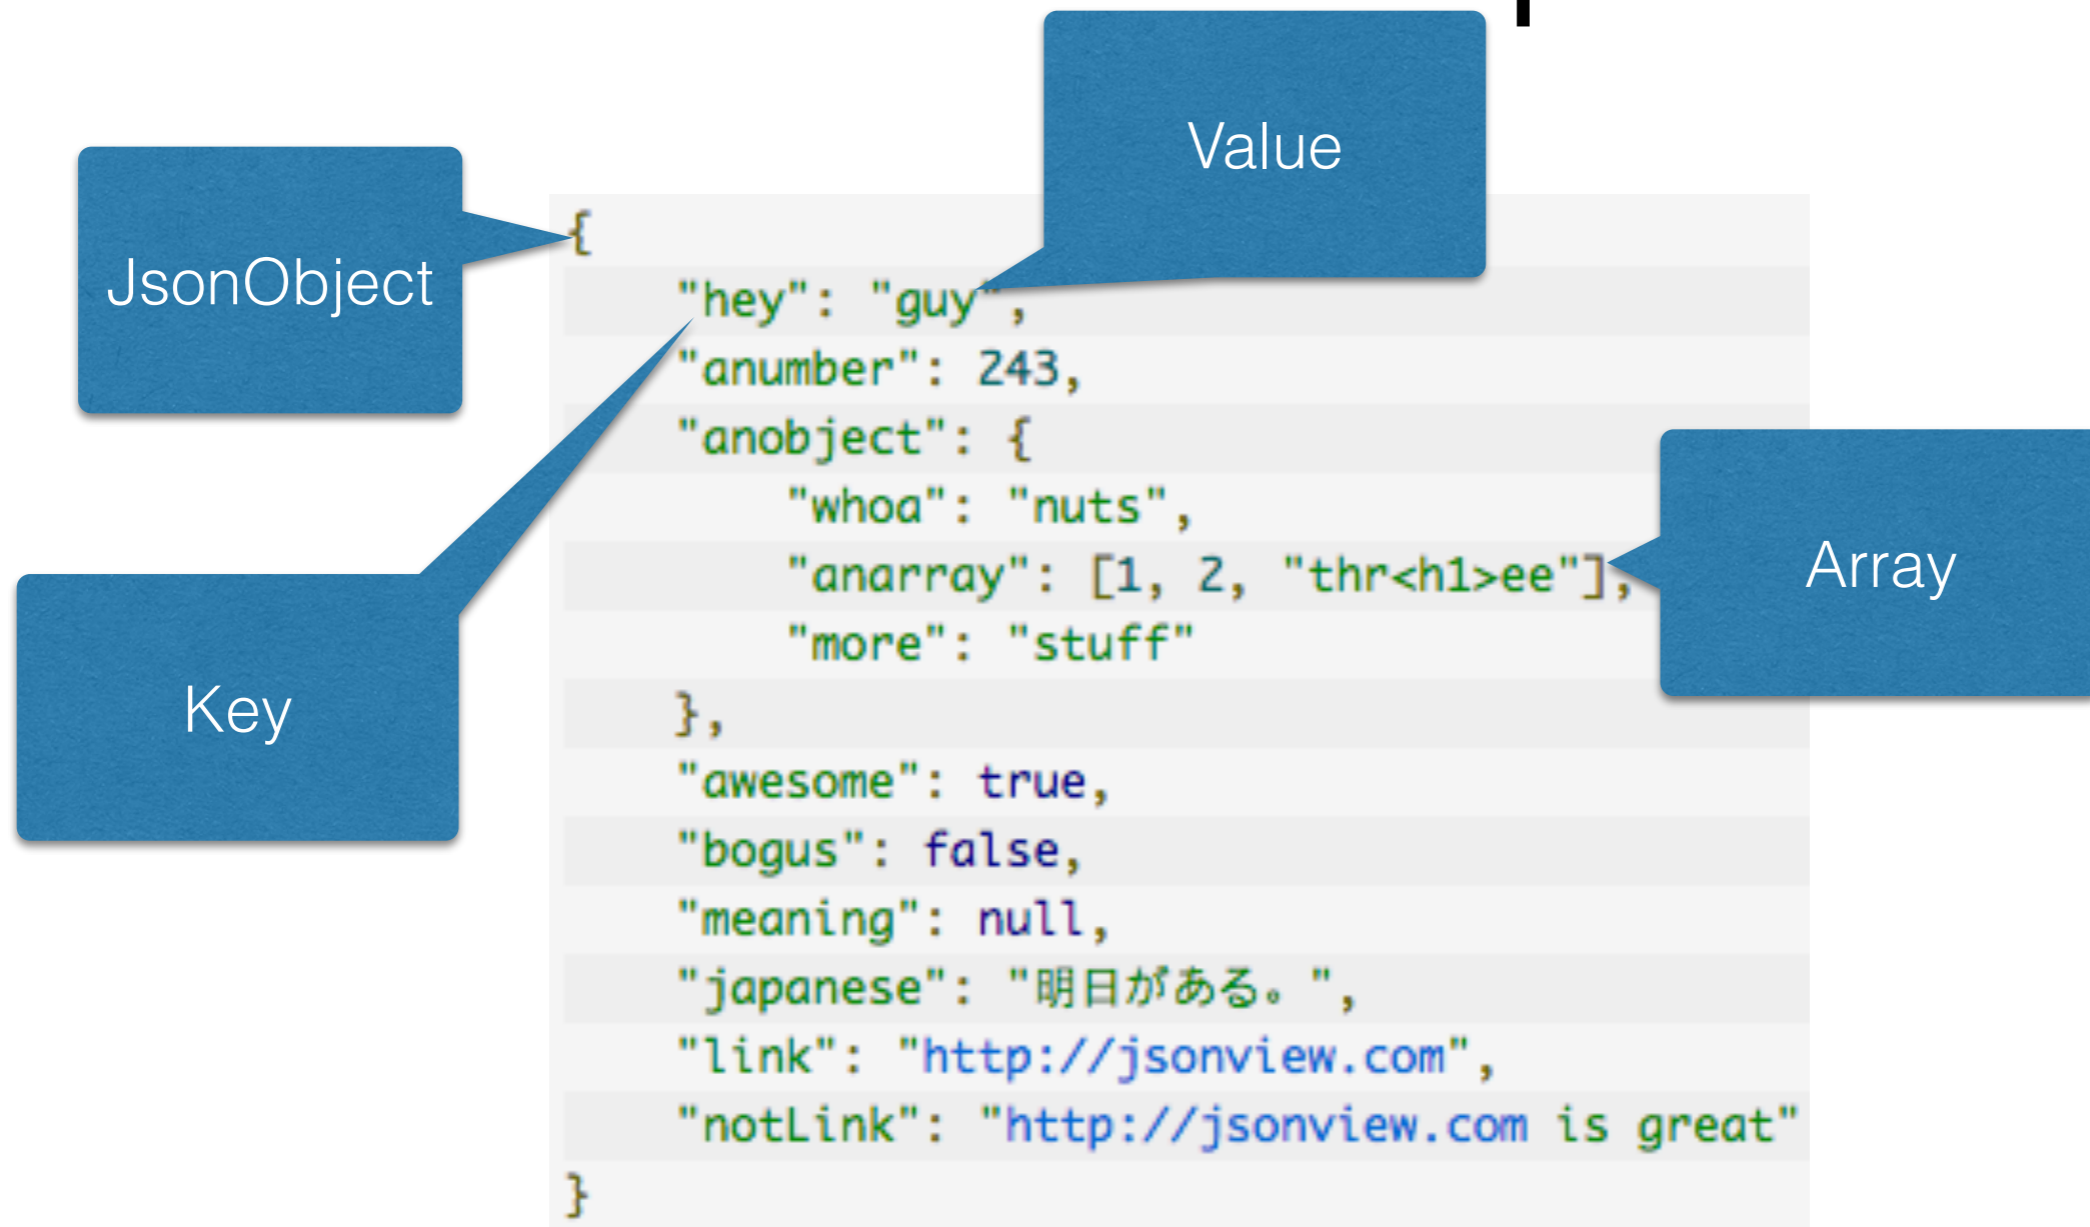 Value
JsonObject
{
"hey": "guy",
"anumber": 243,
"anobject": {
"whoa": "nuts",
"anarray": [1, 2, "thr<h1>ee"],
"more": "stuff"
},
"awesome": true,
"bogus": false,
"meaning": null,
"japanese": "明日がある。",
"link": "http://jsonview.com",
"notLink": "http://jsonview.com is great"
}
Array
Key